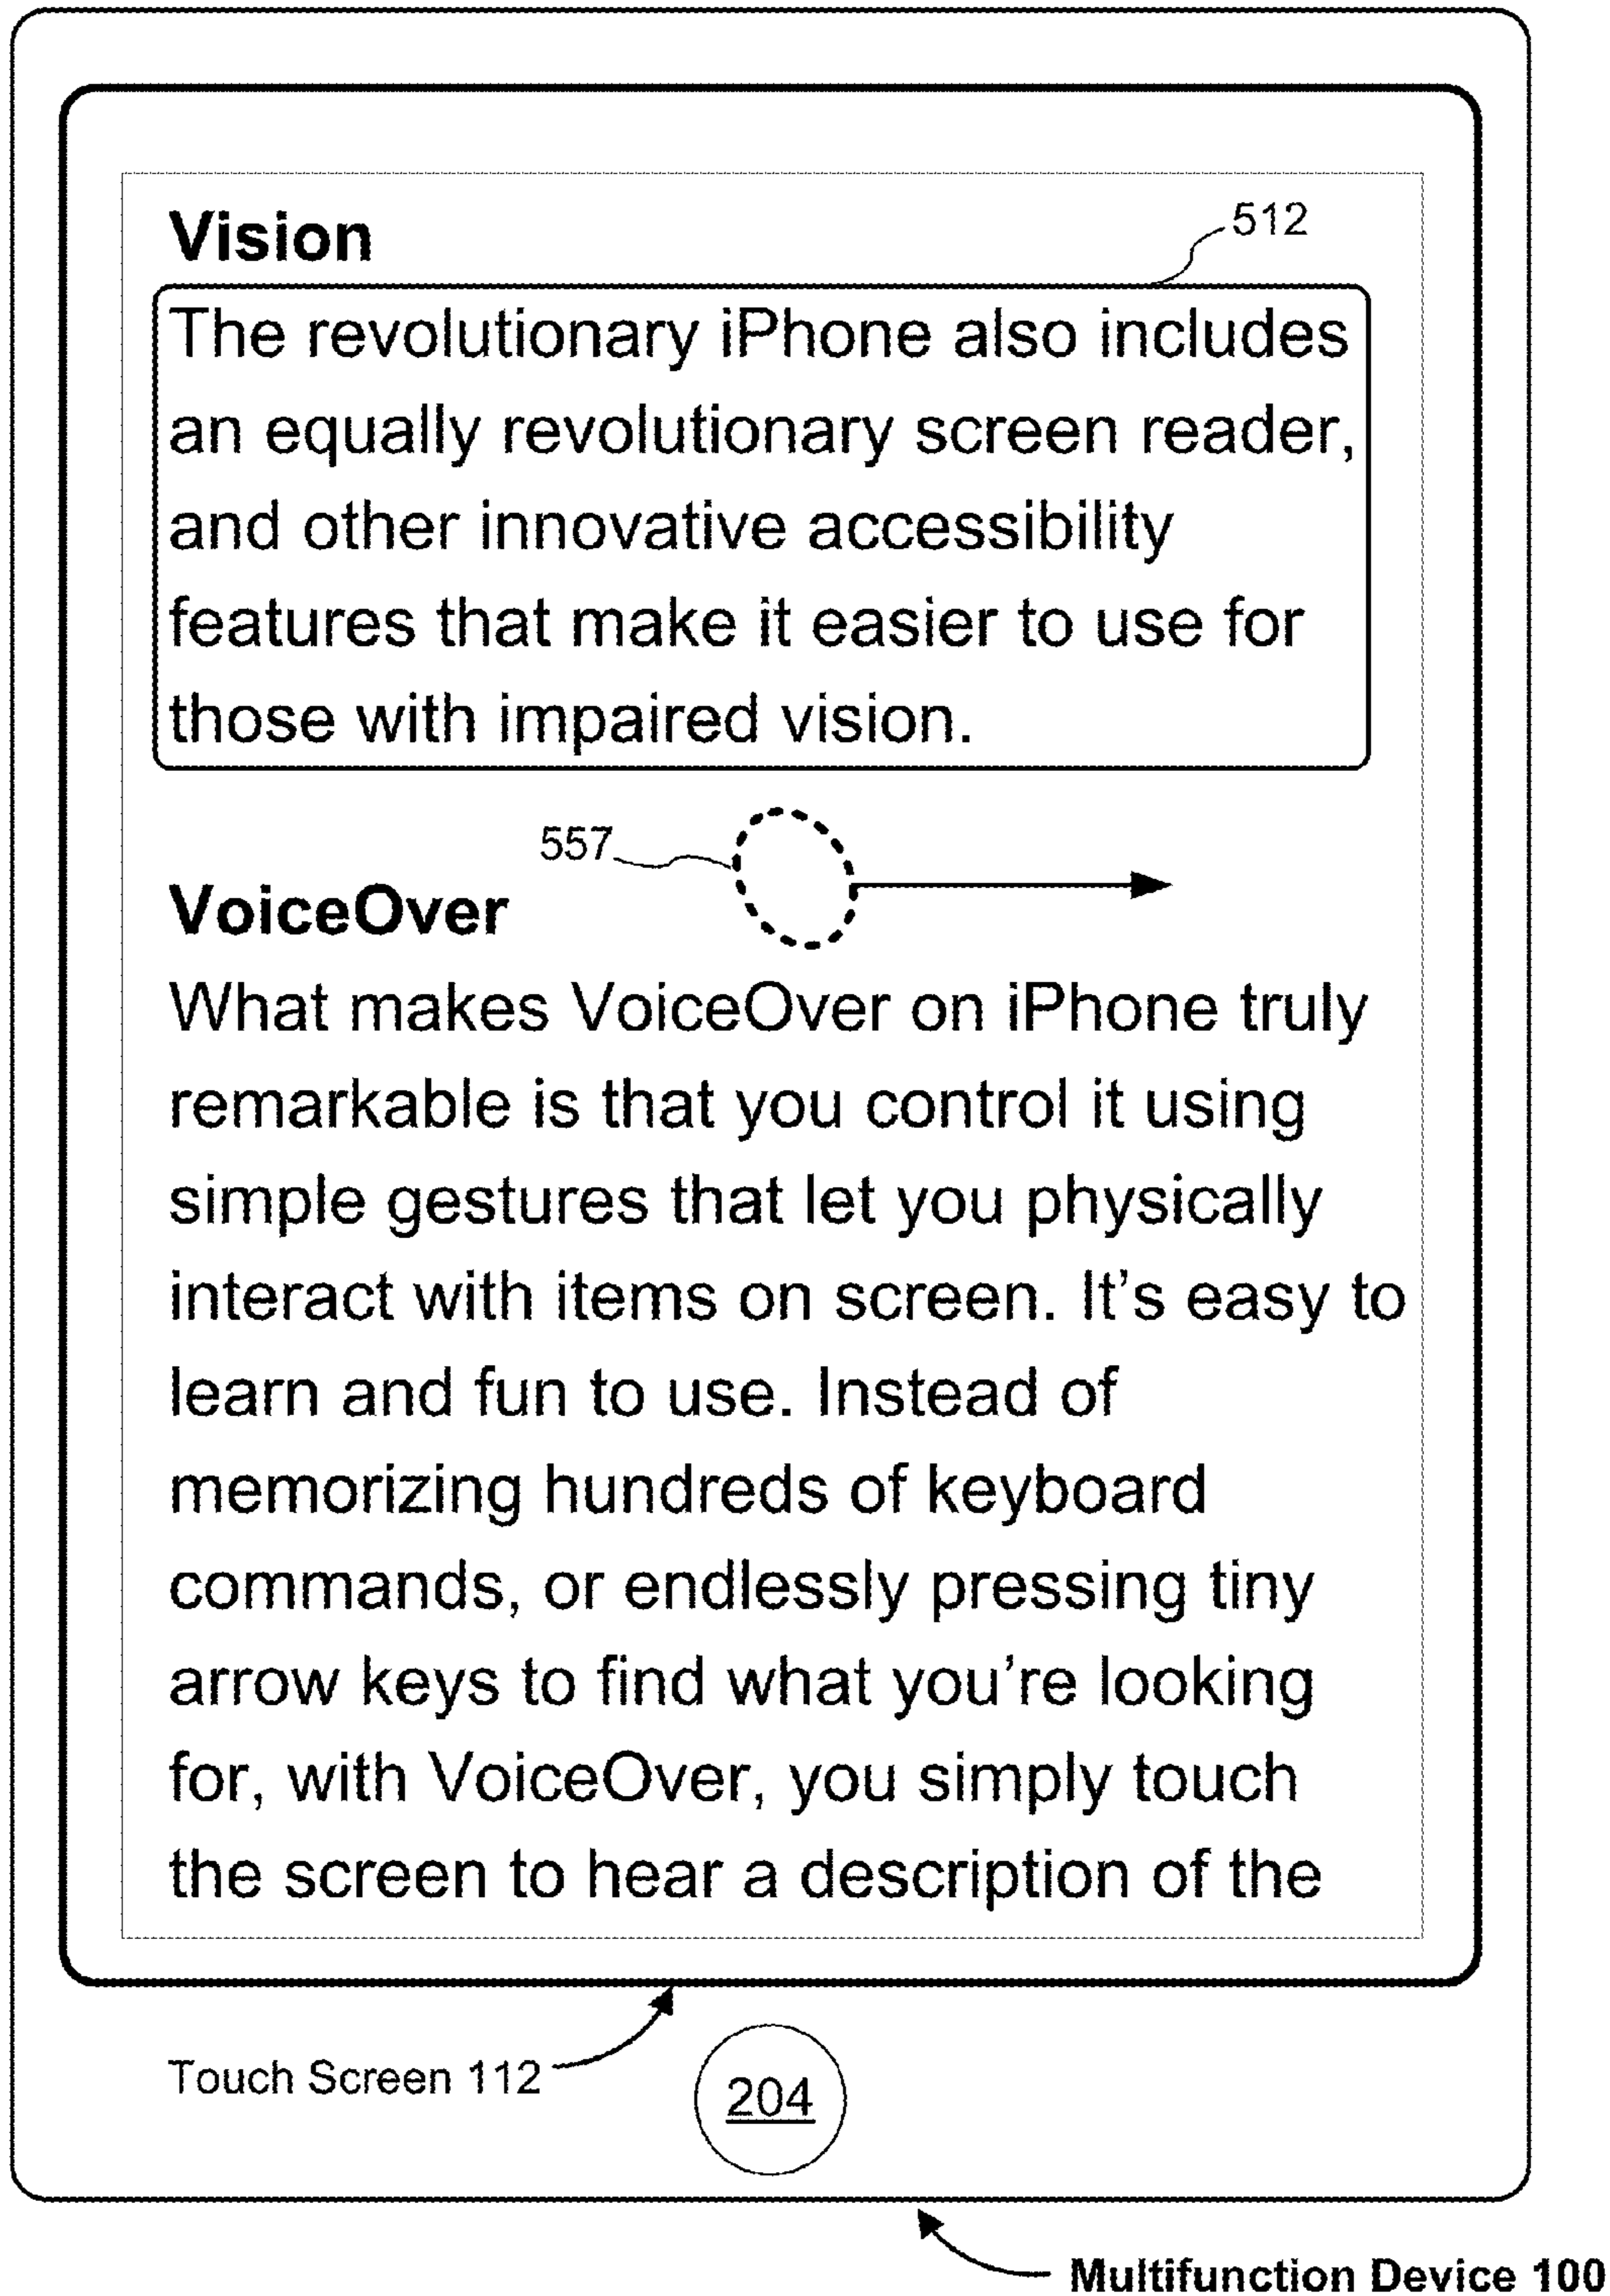 Vision
512
The revolutionary iPhone also includes
an equally revolutionary screen reader,
and other innovative accessibility
features that make it easier to use for
those with impaired vision.
557
VoiceOver
What makes VoiceOver on iPhone truly
remarkable is that you control it using
simple gestures that let you physically
interact with items on screen. It’s easy to
learn and fun to use. Instead of
memorizing hundreds of keyboard
commands, or endlessly pressing tiny
arrow keys to find what you’re looking
for, with VoiceOver, you simply touch
the screen to hear a description of the
Touch Screen 112
204
Multifunction Device 100